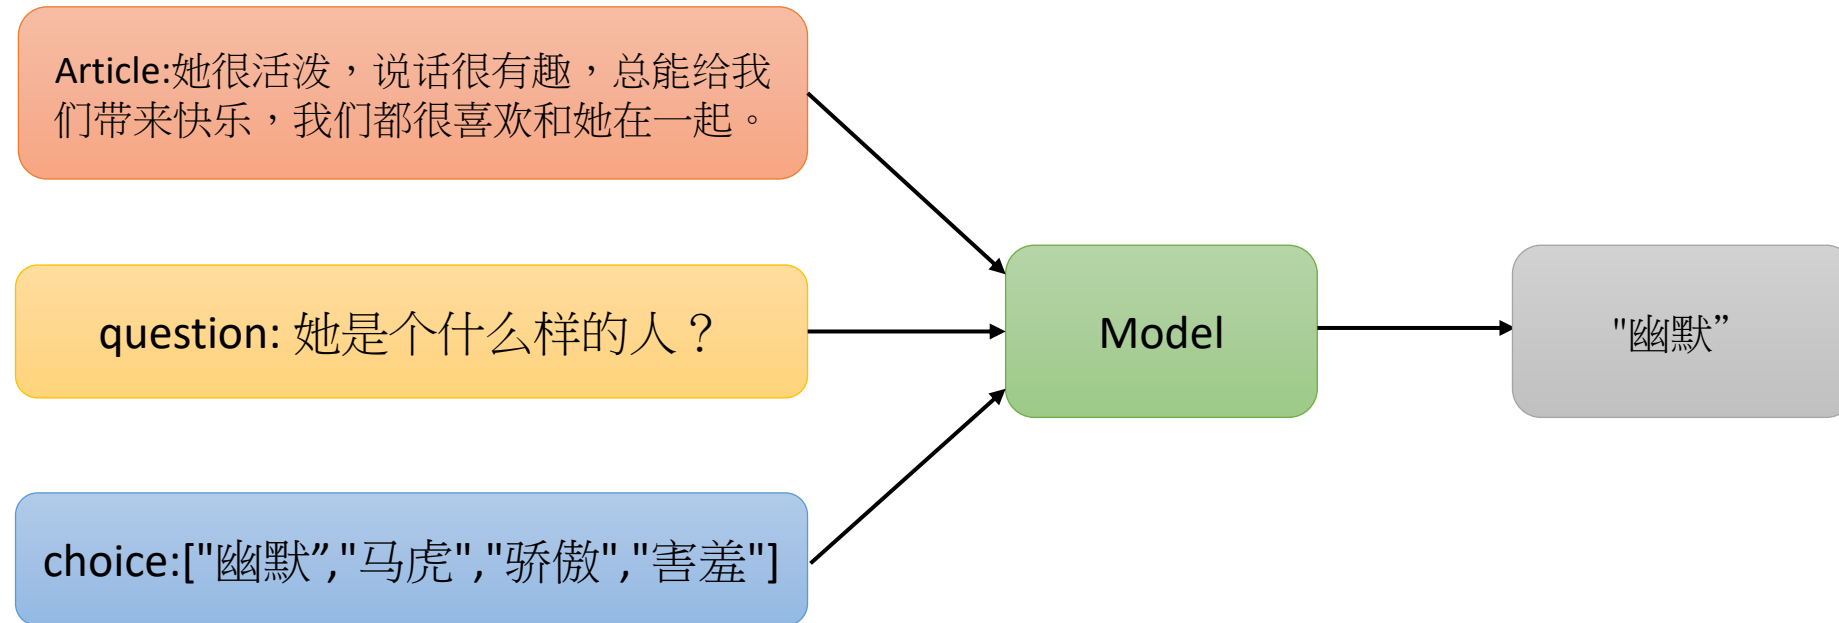 Article:她很活泼，说话很有趣，总能给我
们带来快乐，我们都很喜欢和她在一起。
question: 她是个什么样的人？
choice:["幽默”,"马虎","骄傲","害羞"]
Model
"幽默”